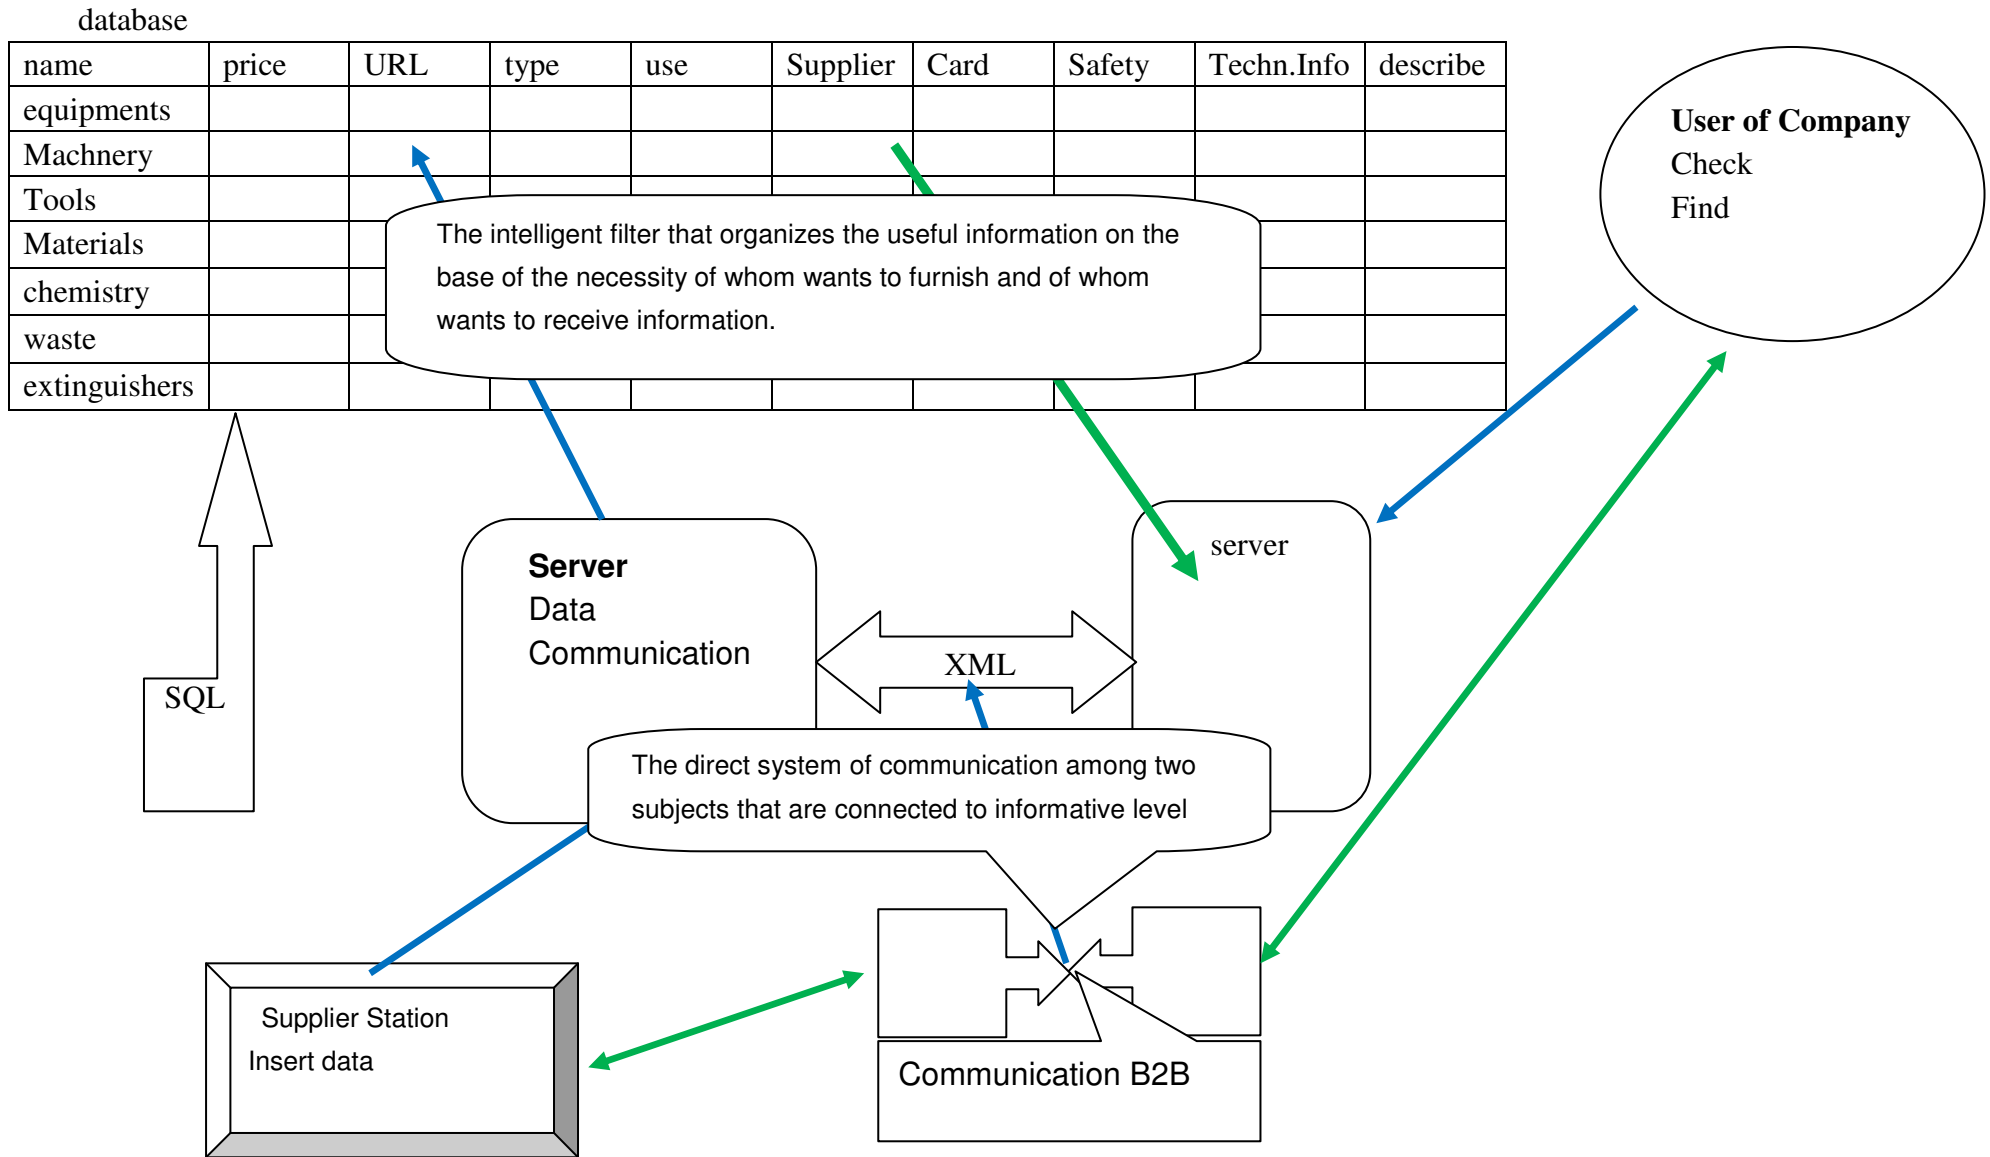 database
name price URL type use Supplier Card Safety Techn.Info describe
equipments
Machnery
Tools
Materials
chemistry
waste
extinguishers
The intelligent filter that organizes the useful information on the
base of the necessity of whom wants to furnish and of whom
wants to receive information.
User of Company
Check
Find
SQL
Server
Data
Communication
XML
server
The direct system of communication among two
subjects that are connected to informative level
Supplier Station
Insert data
Communication B2B